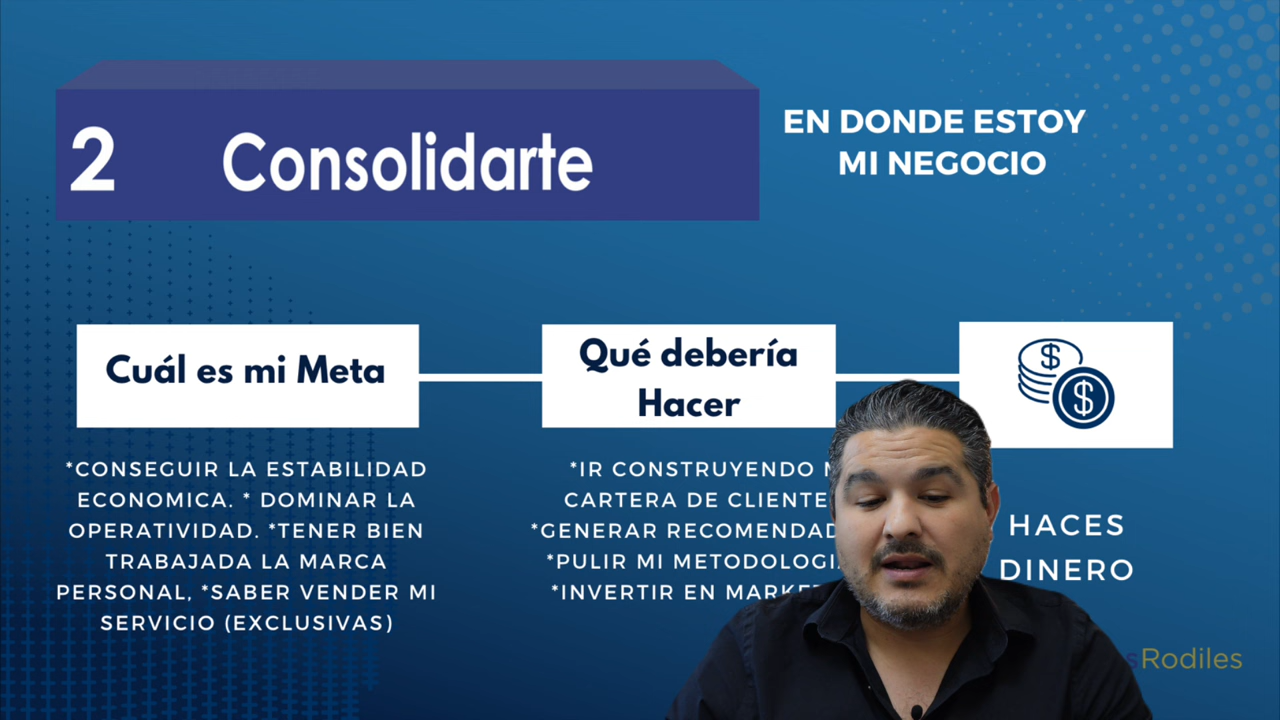 2 Consolidarte
EN DONDE ESTOY
MI NEGOCIO
Cuál es mi Meta
*CONSEGUIR LA ESTABILIDAD
ECONOMICA. * DOMINAR LA
OPERATIVIDAD. *TENER BIEN
TRABAJADA LA MARCA
PERSONAL, *SABER VENDER MI
SERVICIO (EXCLUSIVAS)
Qué debería
Hacer
*IR CONSTRUYENDO
CARTERA DE
*GENERAR
*PULIR MI
*INVERTIR EN
$
$
HACES
DINERO
Rodiles